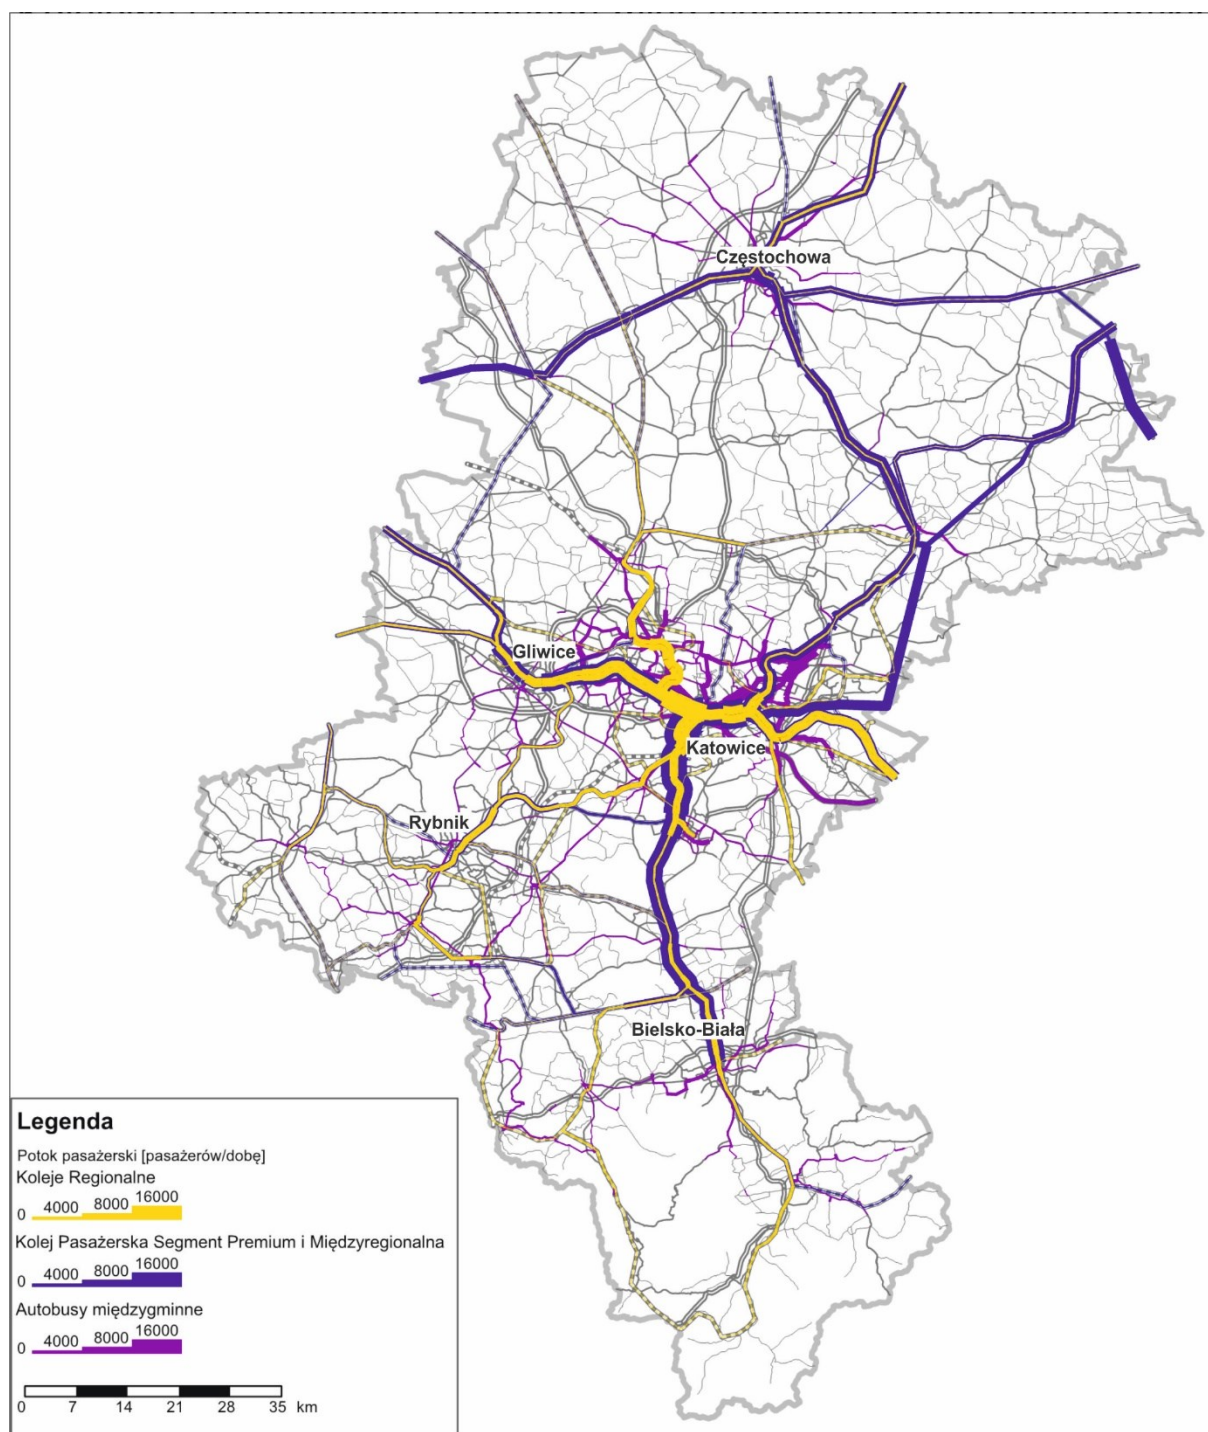 Częstochowa
Gliwice
Katowice
Rybnik
Bielsko-Biała
Legenda
Potok pasażerski [pasażerów/dobę]
Koleje Regionalne
0 4000 8000 16000
Kolej Pasażerska Segment Premium i Międzyregionalna
0 4000 8000 16000
Autobusy międzygminne
0 4000 8000 16000
0 7 14 21 28 35 km